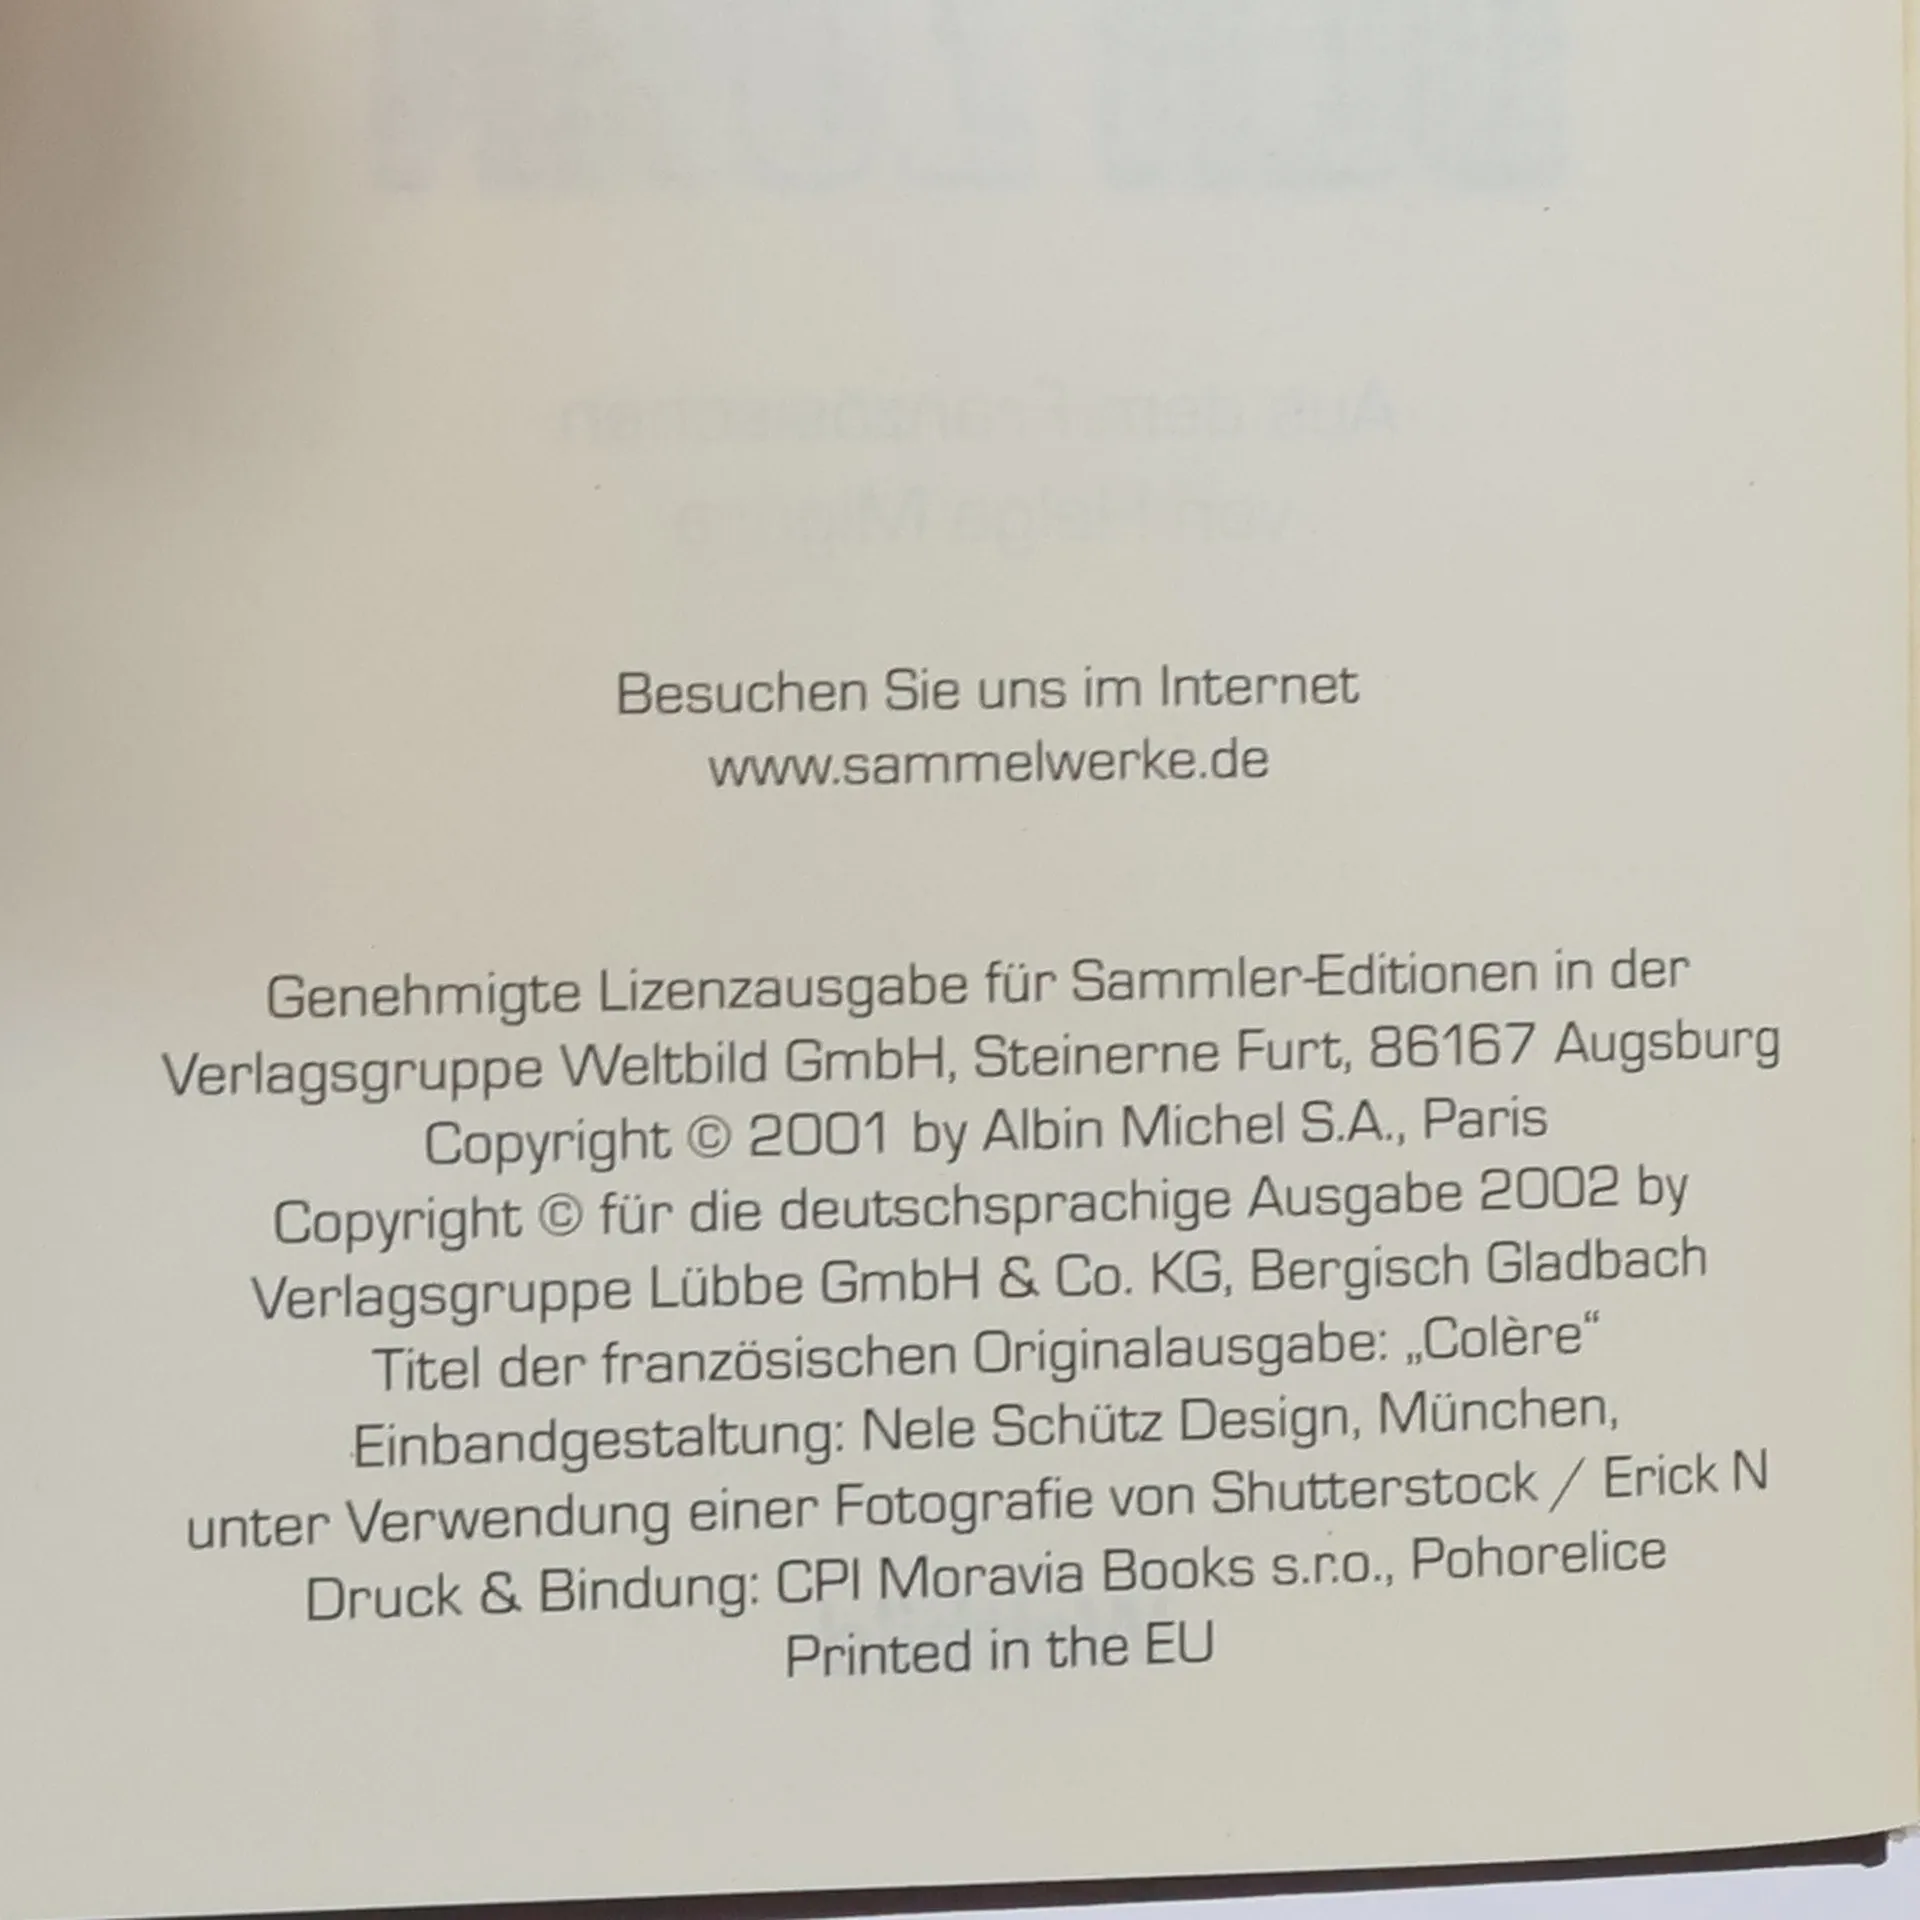 Besuchen Sie uns im Internet
www.sammelwerke.de
Genehmigte Lizenzausgabe für Sammler-Editionen in der
Verlagsgruppe Weltbild GmbH, Steinerne Furt, 86167 Augsburg
Copyright © 2001 by Albin Michel S.A., Paris
Copyright © für die deutschsprachige Ausgabe 2002 by
Verlagsgruppe Lübbe GmbH & Co. KG, Bergisch Gladbach
Titel der französischen Originalausgabe: „Colère“
Einbandgestaltung: Nele Schütz Design, München,
unter Verwendung einer Fotografie von Shutterstock / Erick N
Druck & Bindung: CPI Moravia Books s.r.o., Pohorelice
Printed in the EU